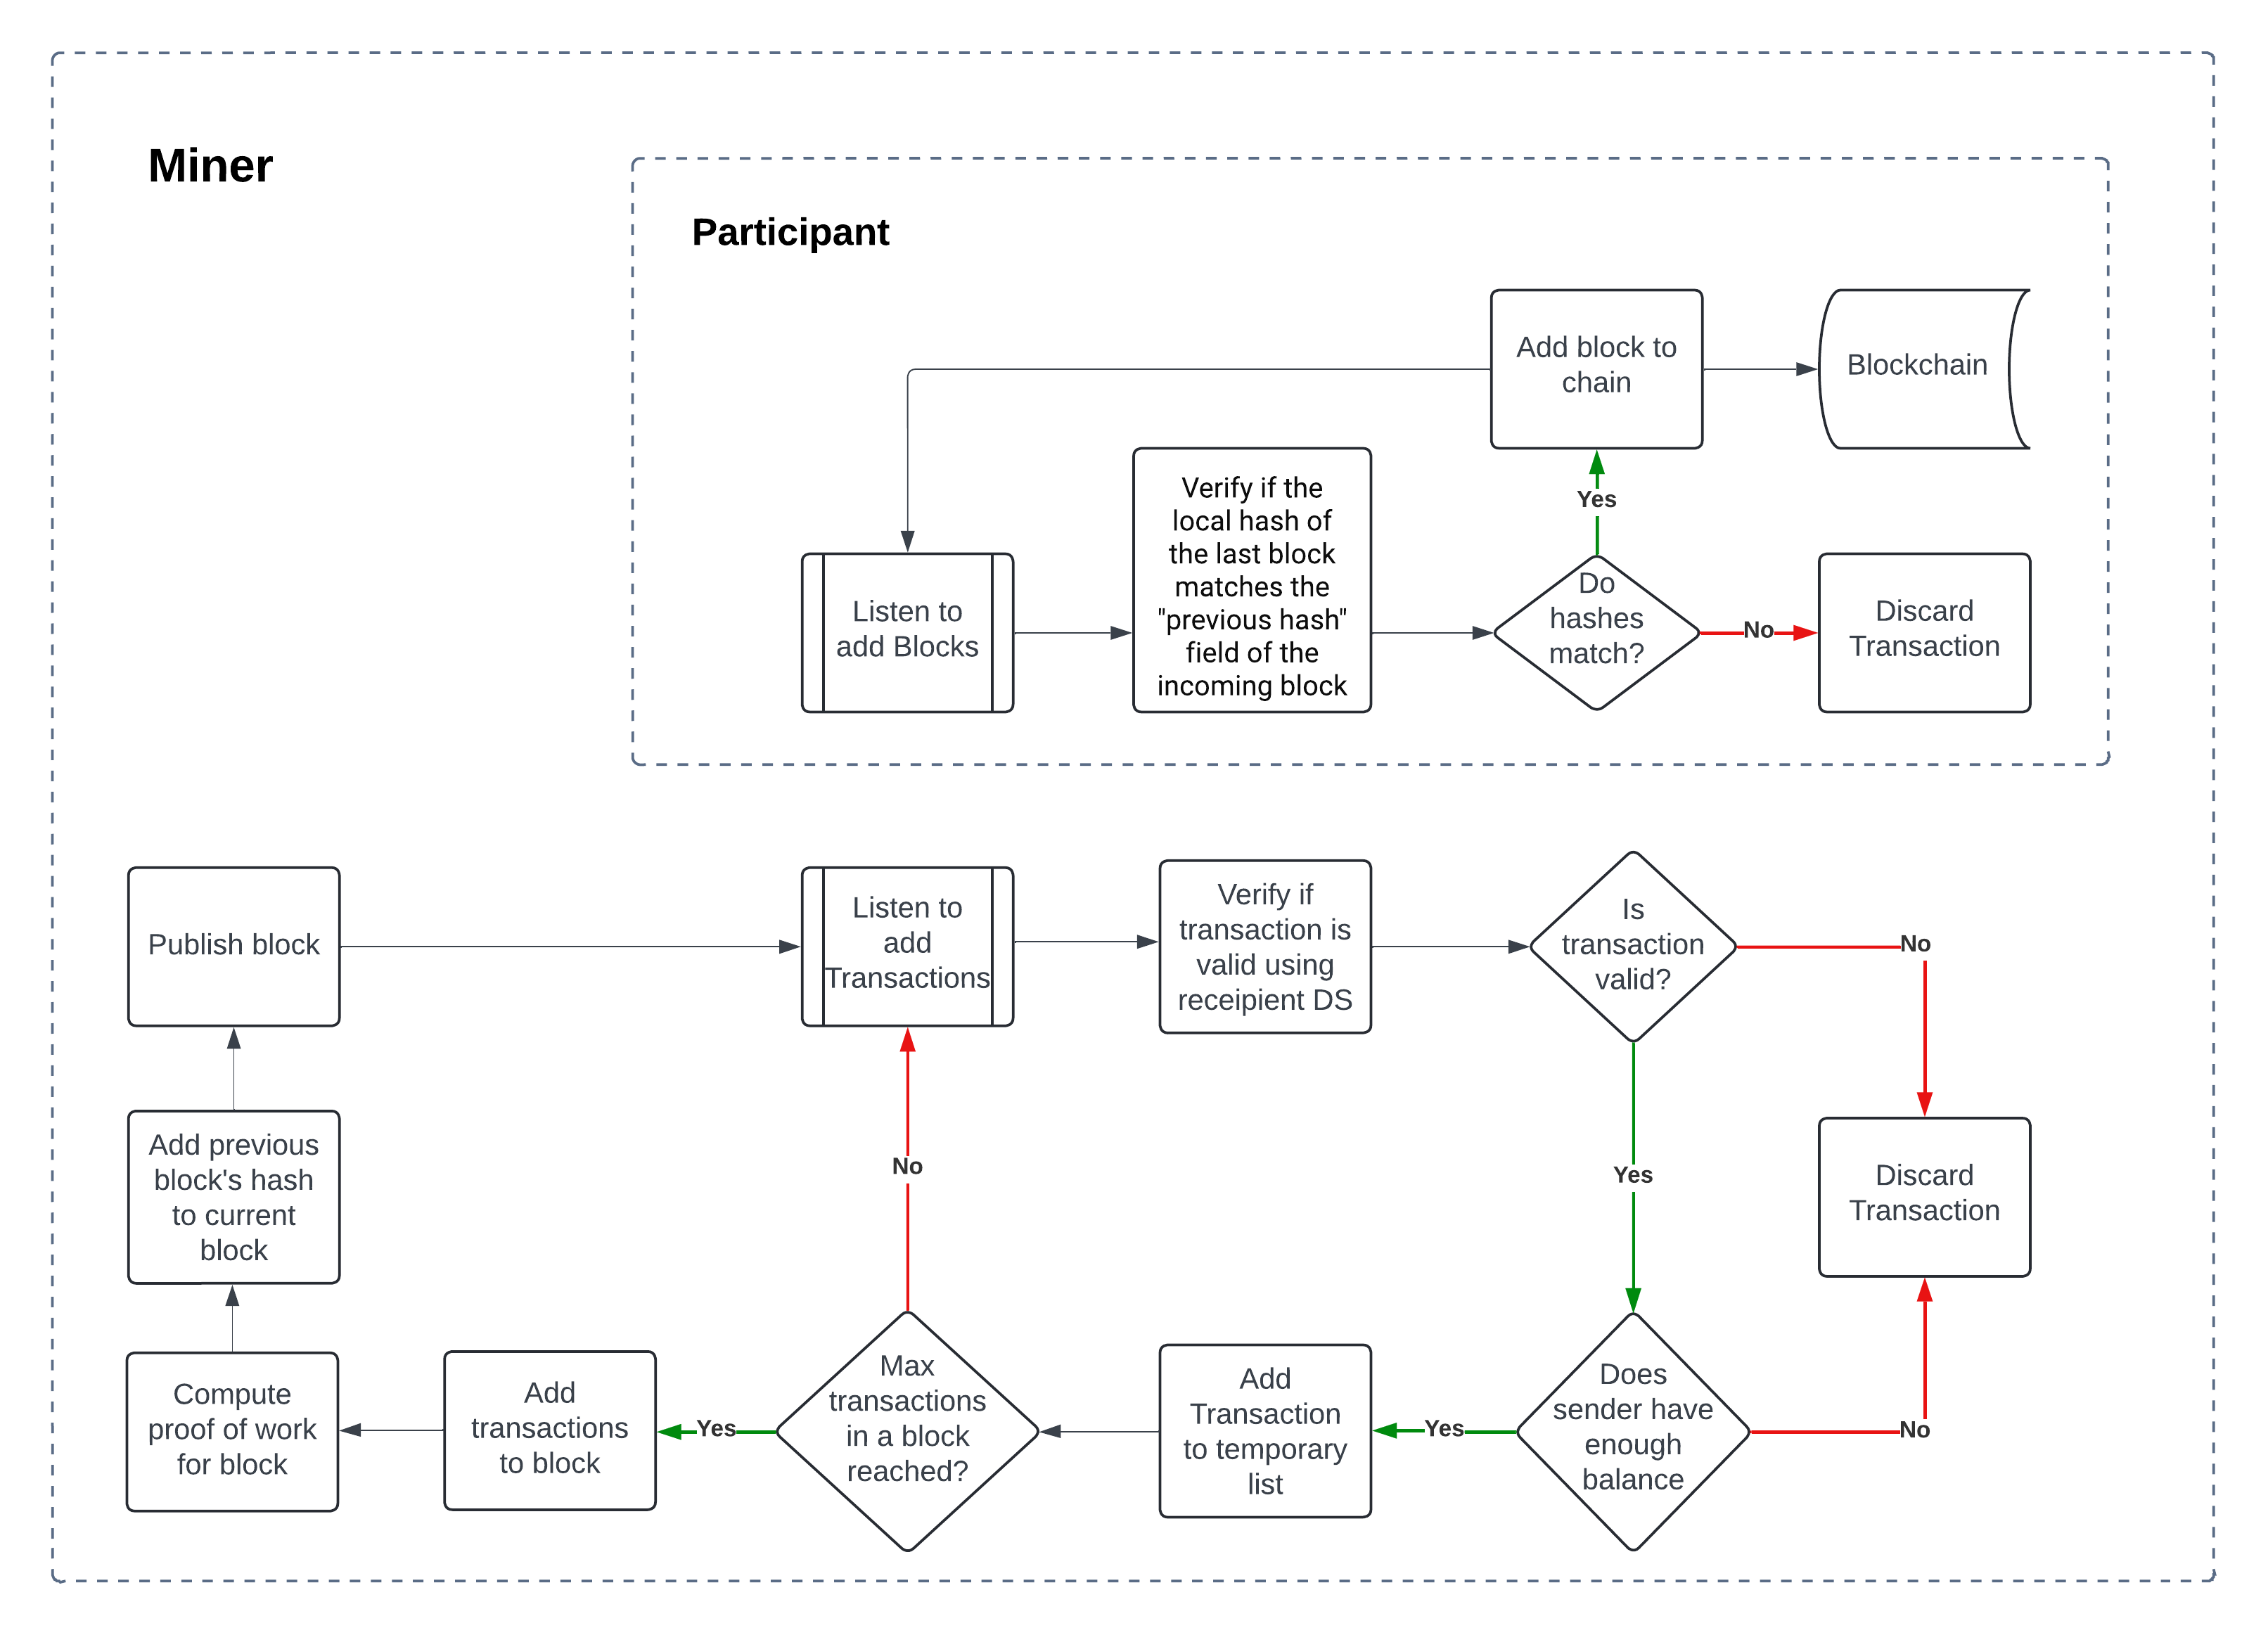 Miner
Participant
Add block to
chain
Blockchain
Yes
Listen to
add Blocks
Verify if the
local hash of
the last block
matches the
"previous hash"
field of the
incoming block
Do
hashes
match?
No
Discard
Transaction
Publish block
Listen to
add
Transactions
Verify if
transaction is
valid using
receipient DS
Is
transaction
valid?
No
Add previous
block's hash
to current
block
No
Yes
Discard
Transaction
Compute
proof of work
for block
Add
transactions
to block
Yes
Max
transactions
in a block
reached?
Add
Transaction
to temporary
list
Yes
Does
sender have
enough
balance
No